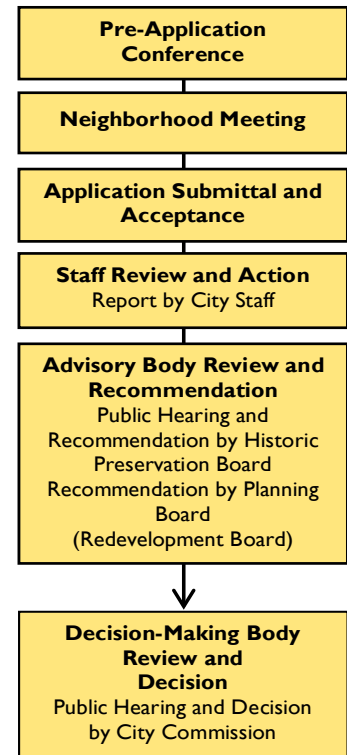 Pre-Application
Conference
Neighborhood Meeting
Application Submittal and
Acceptance
Staff Review and Action
Report by City Staff
Advisory Body Review and
Recommendation
Public Hearing and
Recommendation by Historic
Preservation Board
Recommendation by Planning
Board
(Redevelopment Board)
Decision-Making Body
Review and
Decision
Public Hearing and Decision
by City Commission